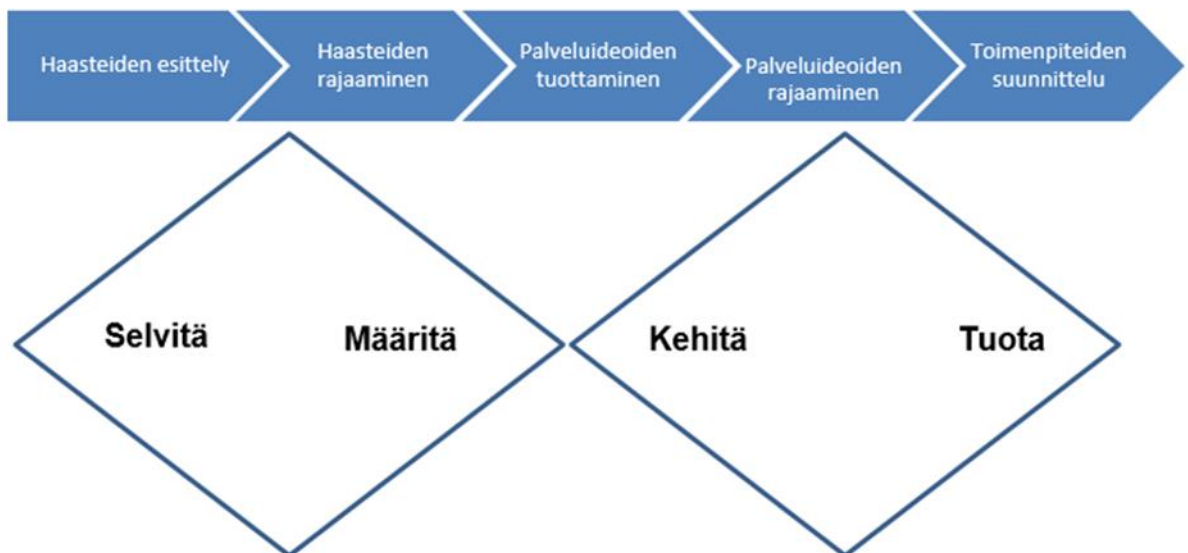 Haasteiden esittely
Haasteiden
rajaaminen
Palveluideoiden
tuottaminen
Palveluideoiden
rajaaminen
Toimenpiteiden
suunnittelu
Selvitä
Määritä
Kehitä
Tuota